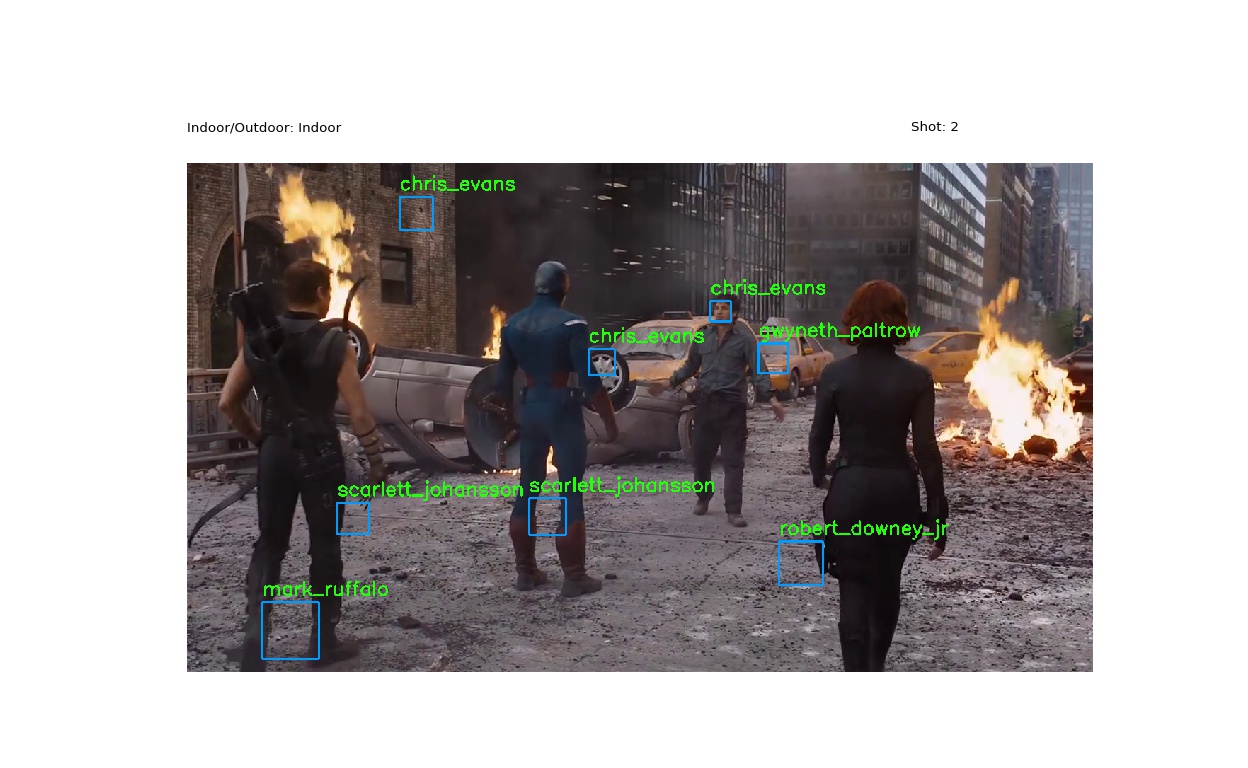 Indoor/Outdoor: Indoor
Shot: 2
chris_evans
chris_evans
gwyneth_paltrow
chris_evans
scarlett_johansson
scarlett_johansson
robert_downey_jr
mark_ruffalo